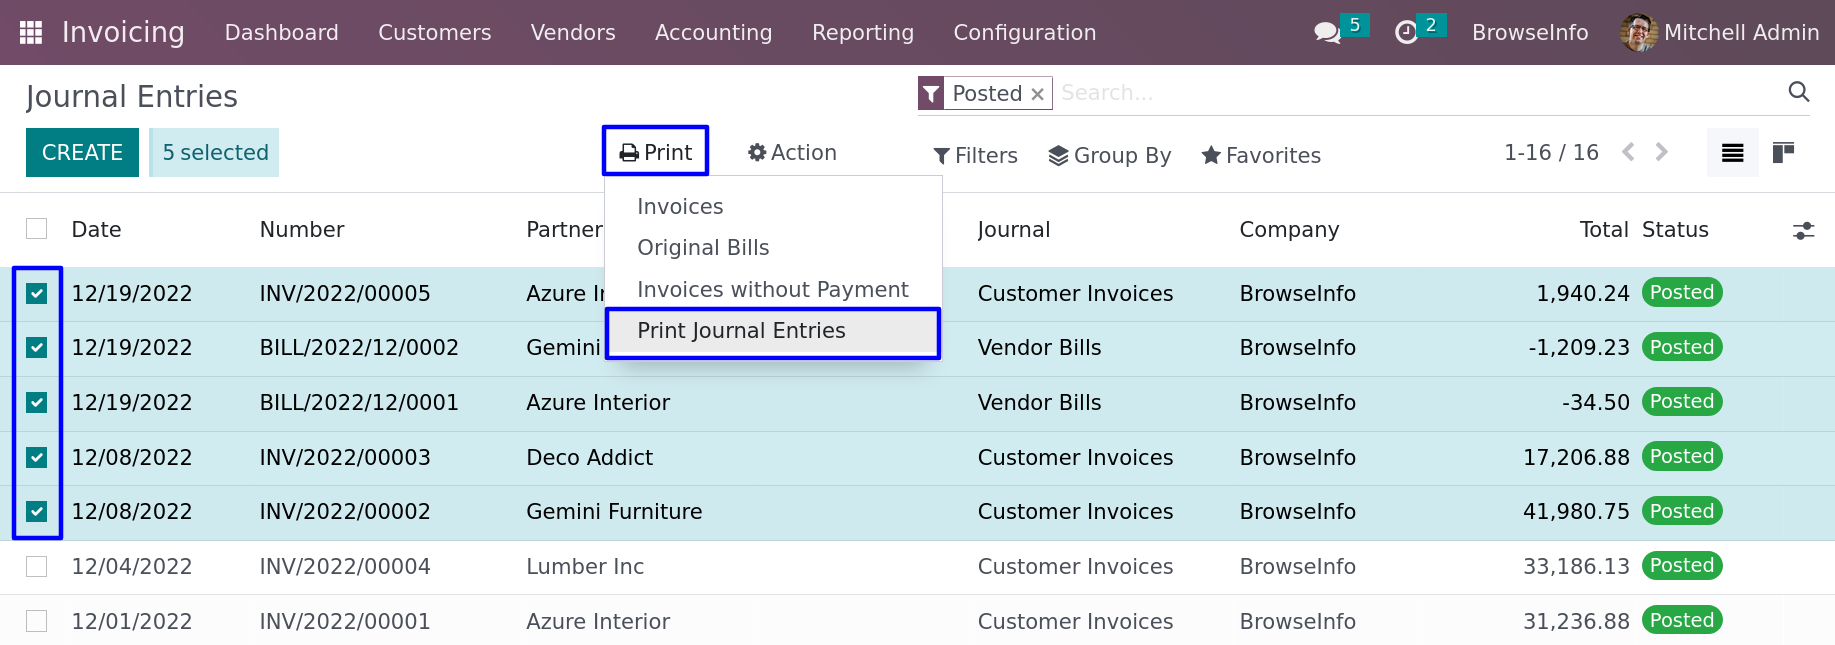 Invoicing Dashboard Customers Vendors Accounting Reporting Configuration 5 2 BrowseInfo Mitchell Admin
Journal Entries Posted × Search...
CREATE 5 selected Print Action Filters Group By Favorites 1-16 / 16
Invoices
Date Number Partner Journal Company Total Status
Original Bills
Invoices without Payment
12/19/2022 INV/2022/00005 Azure Customer Invoices BrowseInfo 1,940.24 Posted
Print Journal Entries
12/19/2022 BILL/2022/12/0002 Gemini Vendor Bills BrowseInfo -1,209.23 Posted
12/19/2022 BILL/2022/12/0001 Azure Interior Vendor Bills BrowseInfo -34.50 Posted
12/08/2022 INV/2022/00003 Deco Addict Customer Invoices BrowseInfo 17,206.88 Posted
12/08/2022 INV/2022/00002 Gemini Furniture Customer Invoices BrowseInfo 41,980.75 Posted
12/04/2022 INV/2022/00004 Lumber Inc Customer Invoices BrowseInfo 33,186.13 Posted
12/01/2022 INV/2022/00001 Azure Interior Customer Invoices BrowseInfo 31,236.88 Posted